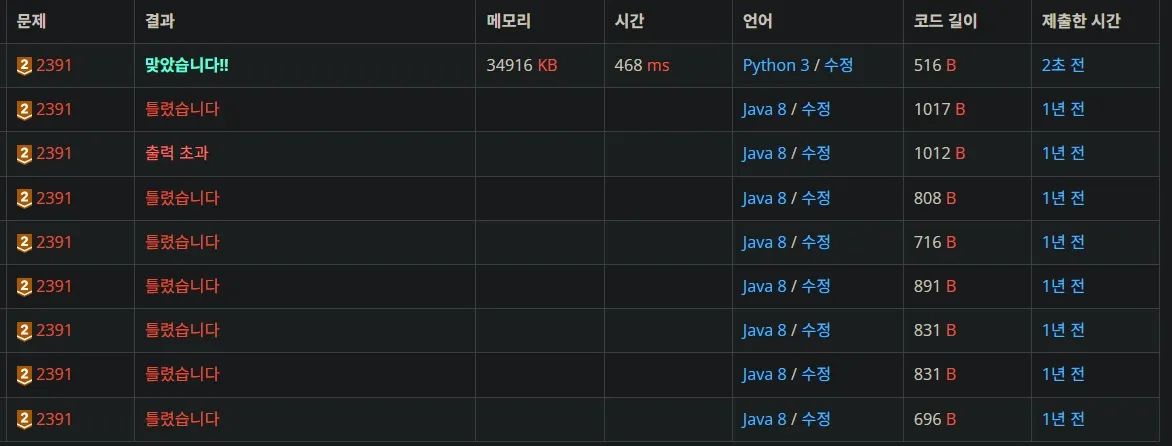 문제 결과 메모리 시간 언어 코드 길이 제출한 시간
2 2391 맞았습니다!! 34916 KB 468 ms Python 3 / 수정 516 B 2초 전
2 2391 틀렸습니다 Java 8 / 수정 1017 B 1년 전
2 2391 출력 초과 Java 8 / 수정 1012 B 1년 전
2 2391 틀렸습니다 Java 8 / 수정 808 B 1년 전
2 2391 틀렸습니다 Java 8 / 수정 716 B 1년 전
2 2391 틀렸습니다 Java 8 / 수정 891 B 1년 전
2 2391 틀렸습니다 Java 8 / 수정 831 B 1년 전
2 2391 틀렸습니다 Java 8 / 수정 831 B 1년 전
2 2391 틀렸습니다 Java 8 / 수정 696 B 1년 전